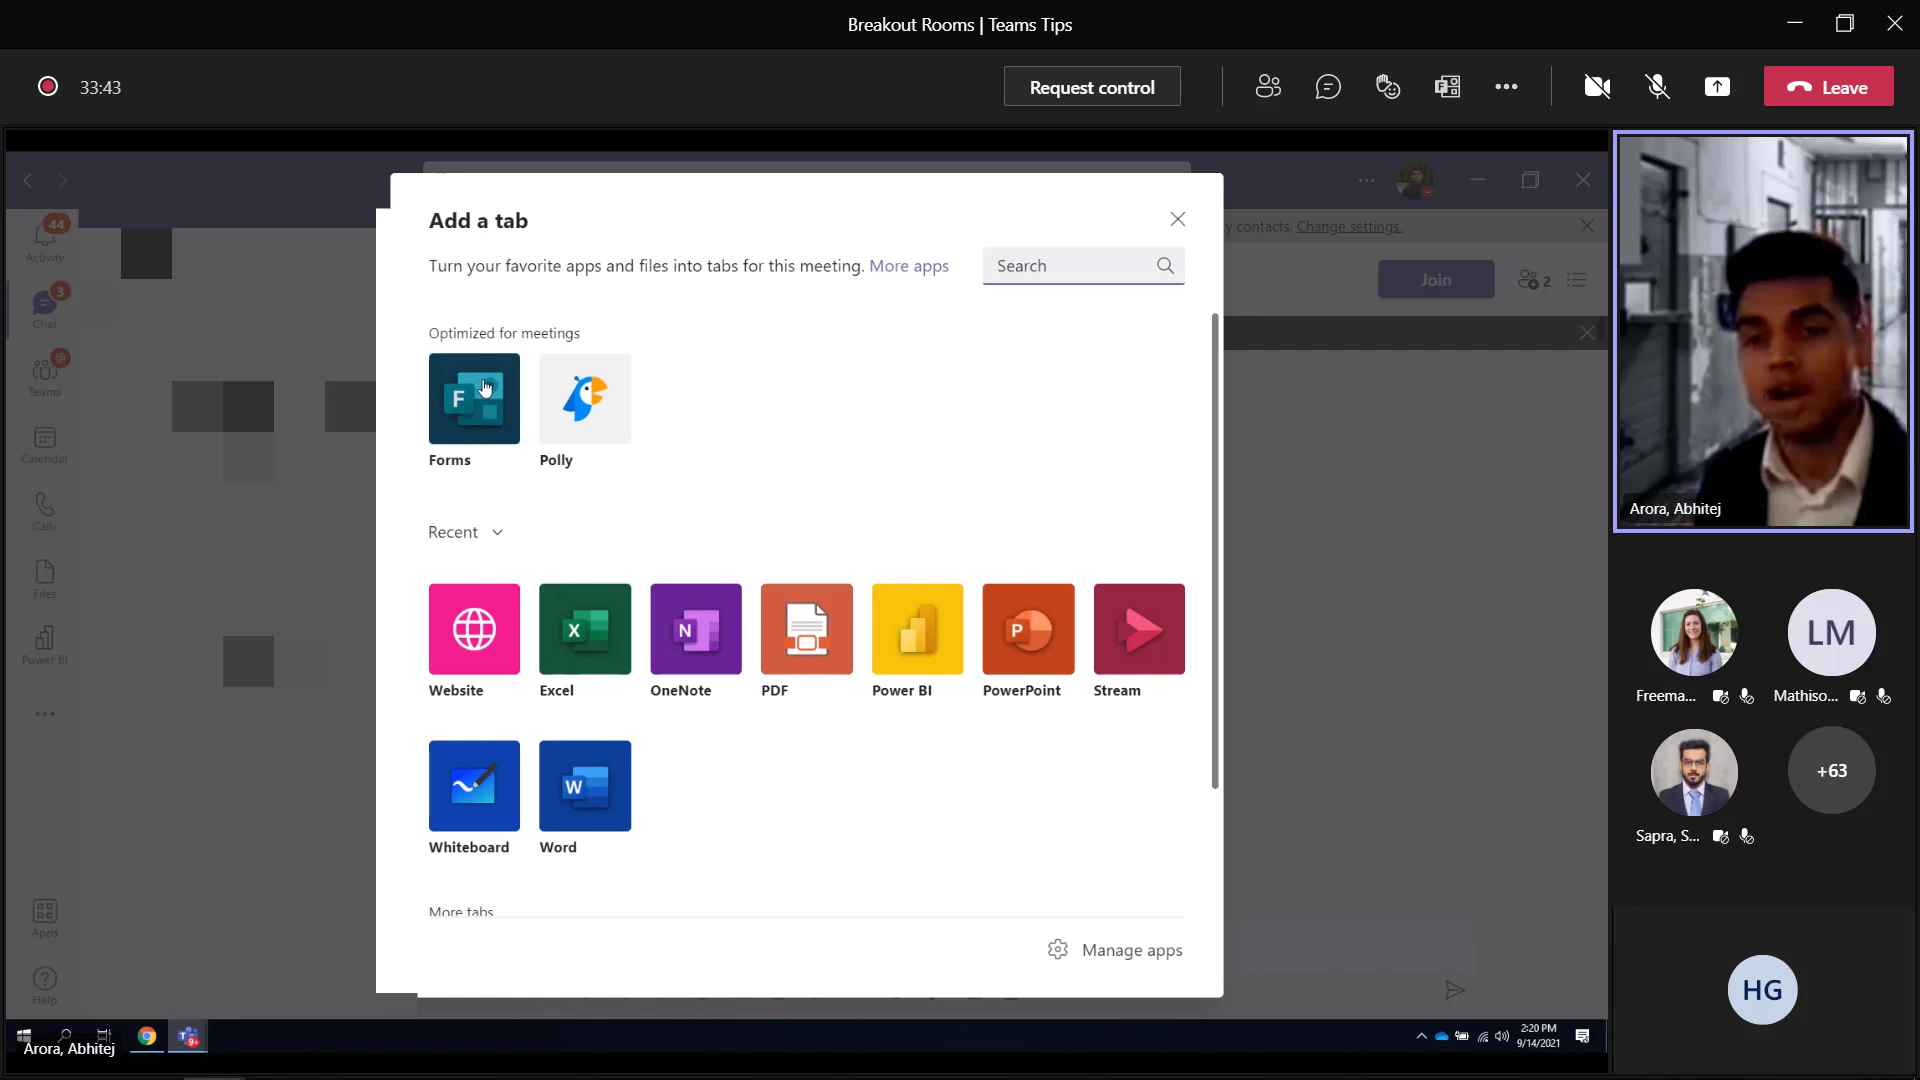 Breakout Rooms | Teams Tips
33:43
Request control
Leave
44
Activity
3
Chat
@
Teams
Calendar
Calls
Files
Power BI
Apps
Help
y contacts. Change settings.
Join
2
Add a tab
Turn your favorite apps and files into tabs for this meeting. More apps
Search
Optimized for meetings
F
Forms
Polly
Recent
Website
X
Excel
N
OneNote
PDF
Power BI
P
PowerPoint
Stream
Whiteboard
W
Word
More tabs
Manage apps
Arora, Abhitej
LM
Freema...
Mathiso...
+63
Sapra, S...
HG
Arora, Abhitej
9+
2:20 PM
9/14/2021